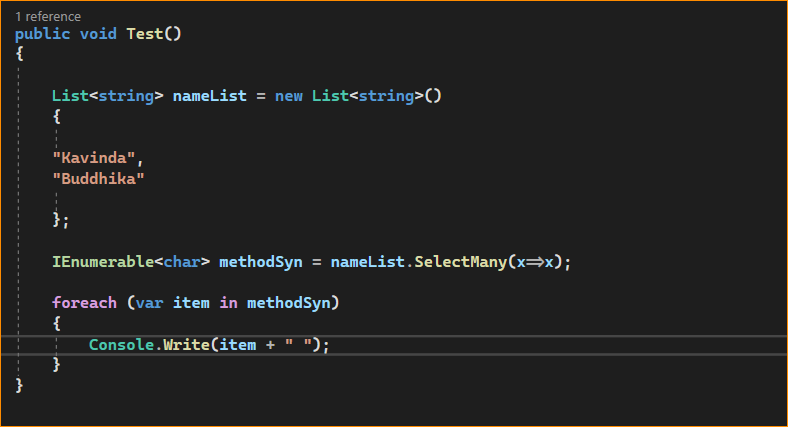 1 reference
public void Test()
{
List<string> nameList = new List<string>()
{
"Kavinda",
"Buddhika"
};
IEnumerable<char> methodSyn = nameList.SelectMany(x=>x);
foreach (var item in methodSyn)
{
Console.Write(item + " ");
}
}